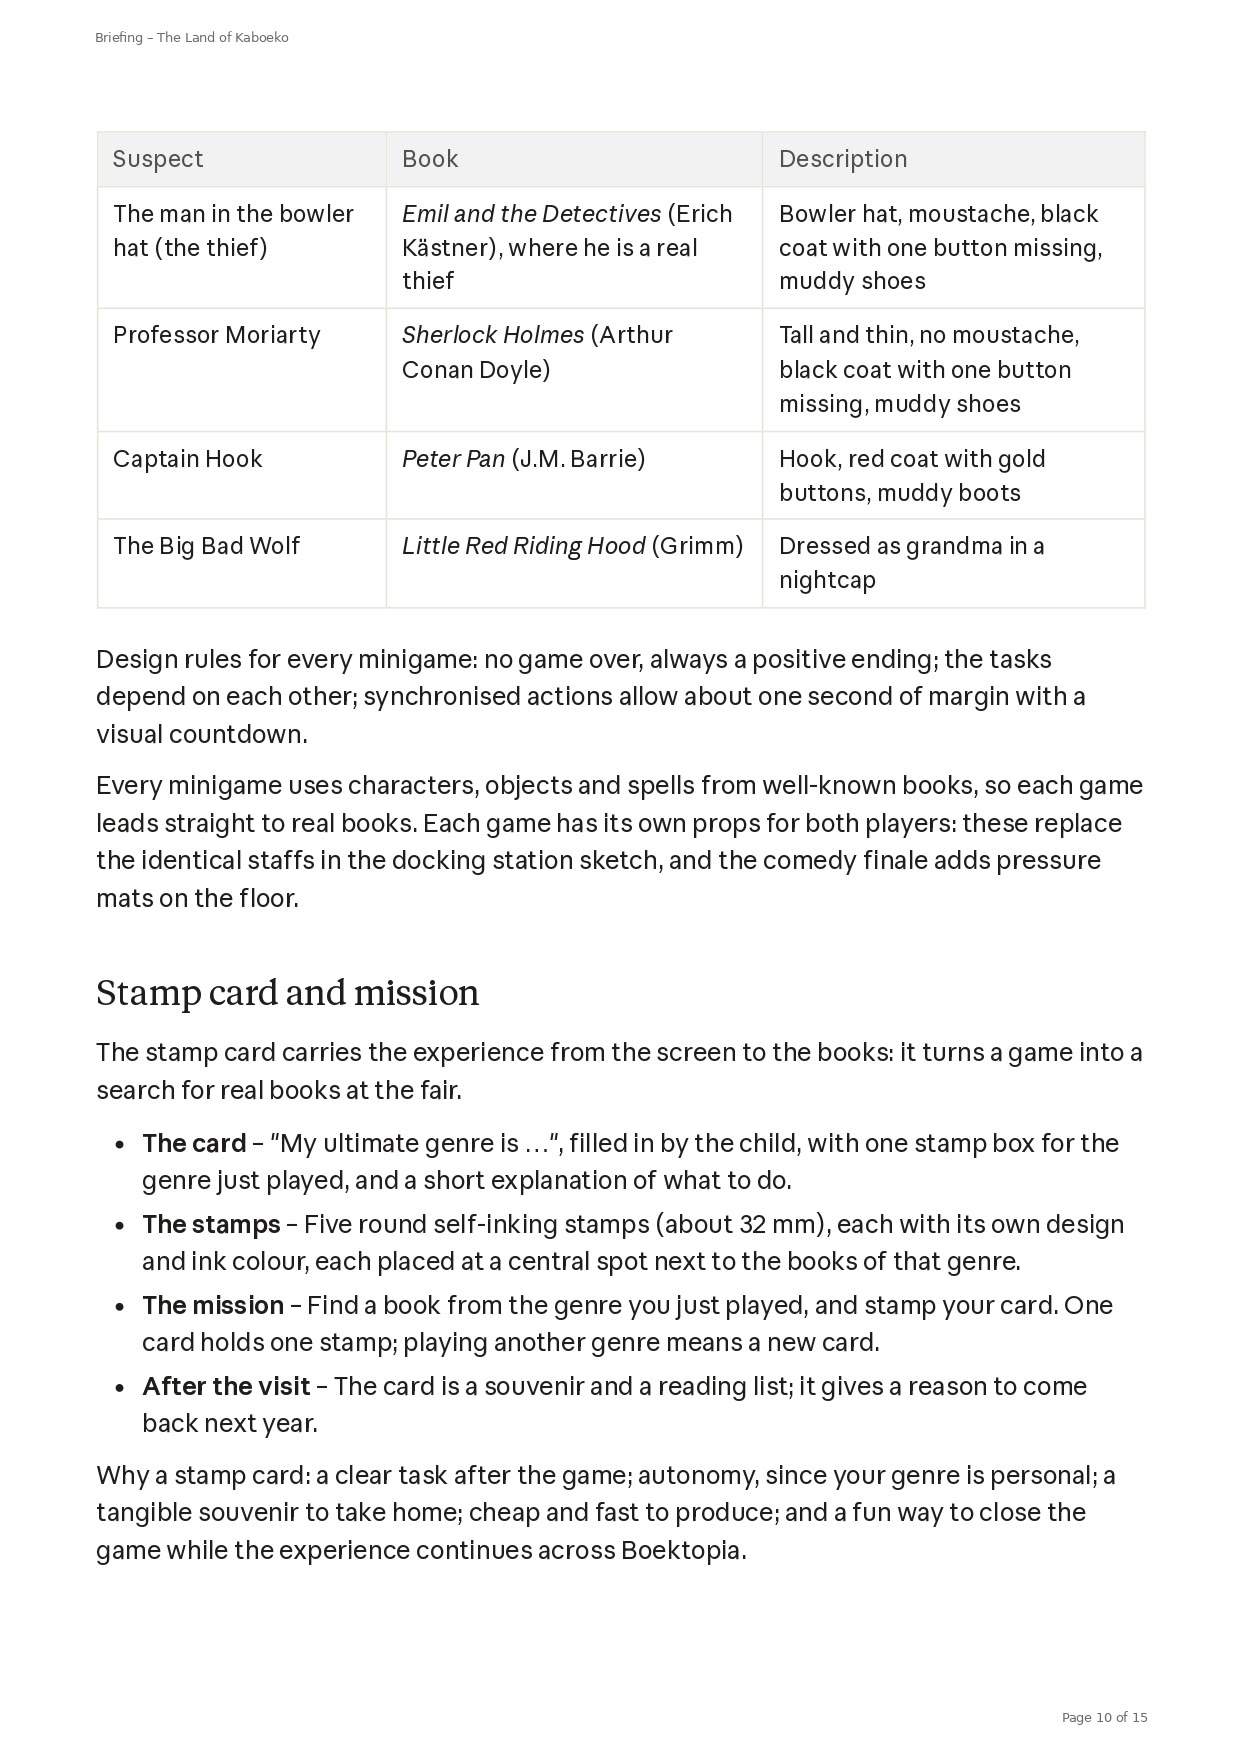 Briefing – The Land of Kaboeko
Suspect Book Description
The man in the bowler hat (the thief)
Emil and the Detectives (Erich Kästner), where he is a real thief
Bowler hat, moustache, black coat with one button missing, muddy shoes
Professor Moriarty
Sherlock Holmes (Arthur Conan Doyle)
Tall and thin, no moustache, black coat with one button missing, muddy shoes
Captain Hook
Peter Pan (J.M. Barrie)
Hook, red coat with gold buttons, muddy boots
The Big Bad Wolf
Little Red Riding Hood (Grimm)
Dressed as grandma in a nightcap
Design rules for every minigame: no game over, always a positive ending; the tasks
depend on each other; synchronised actions allow about one second of margin with a
visual countdown.
Every minigame uses characters, objects and spells from well-known books, so each game
leads straight to real books. Each game has its own props for both players: these replace
the identical staffs in the docking station sketch, and the comedy finale adds pressure
mats on the floor.
Stamp card and mission
The stamp card carries the experience from the screen to the books: it turns a game into a
search for real books at the fair.
• The card – "My ultimate genre is …", filled in by the child, with one stamp box for the
genre just played, and a short explanation of what to do.
• The stamps – Five round self-inking stamps (about 32 mm), each with its own design
and ink colour, each placed at a central spot next to the books of that genre.
• The mission – Find a book from the genre you just played, and stamp your card. One
card holds one stamp; playing another genre means a new card.
• After the visit – The card is a souvenir and a reading list; it gives a reason to come
back next year.
Why a stamp card: a clear task after the game; autonomy, since your genre is personal; a
tangible souvenir to take home; cheap and fast to produce; and a fun way to close the
game while the experience continues across Boektopia.
Page 10 of 15